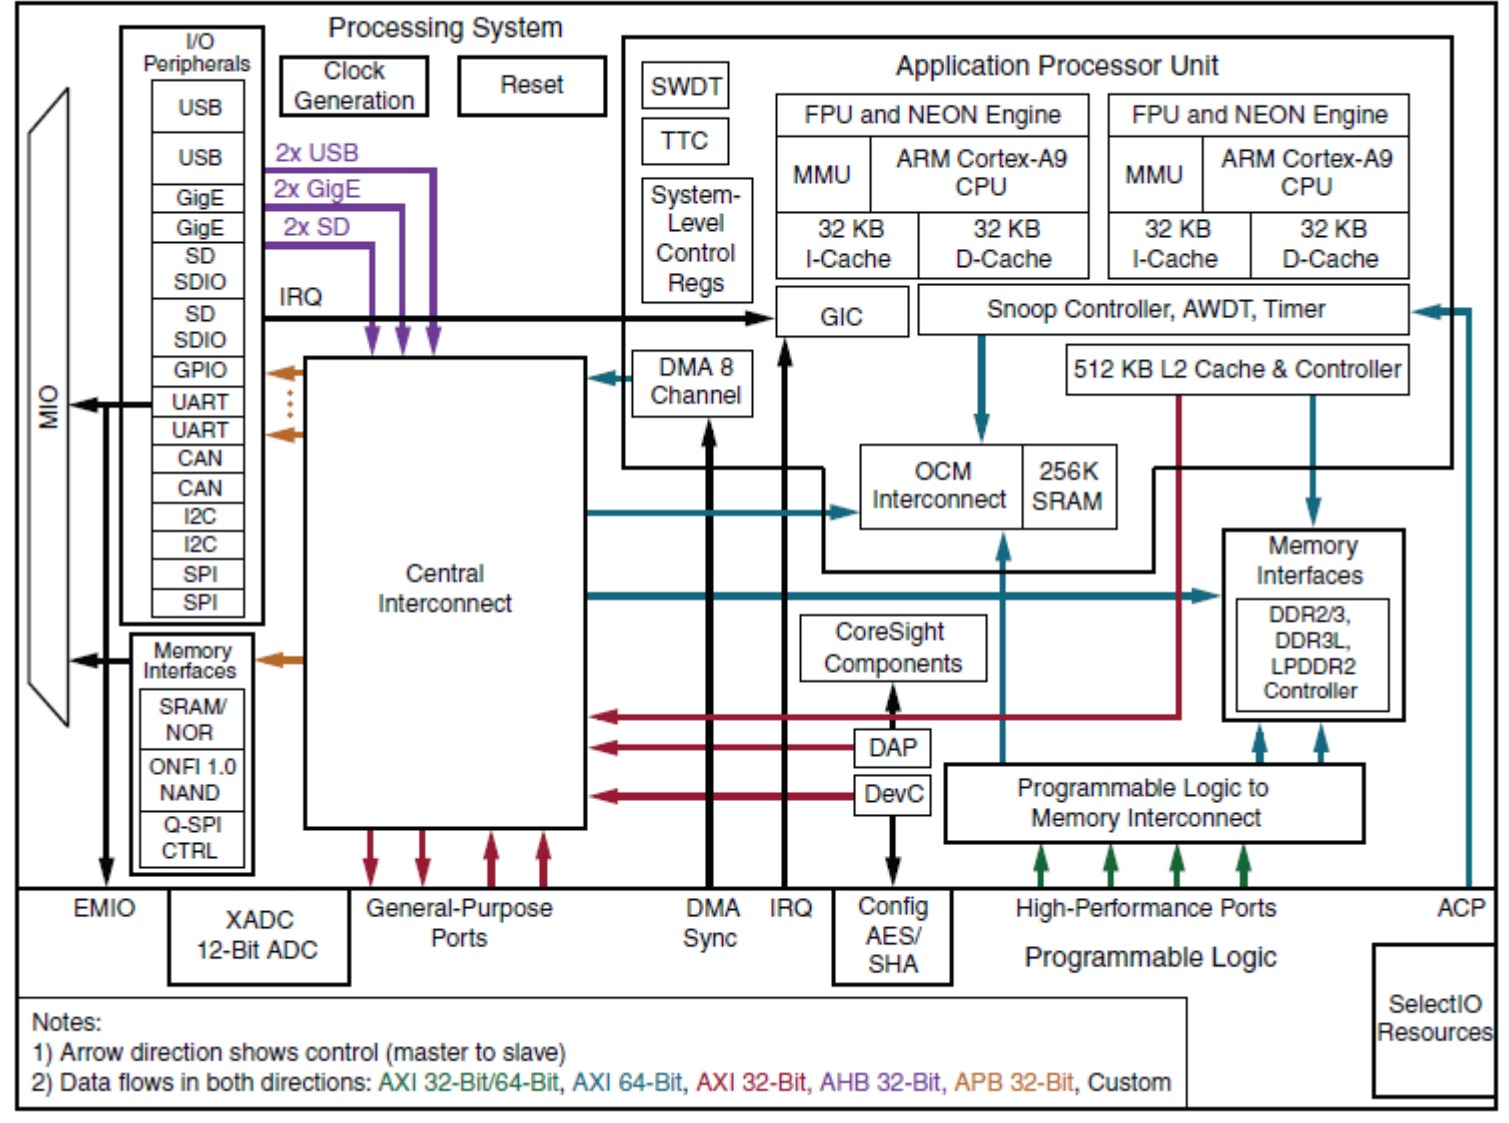 Processing System
I/O
Peripherals
USB
USB
GigE
GigE
SD
SDIO
SD
SDIO
GPIO
UART
UART
CAN
CAN
I2C
I2C
SPI
SPI
MIO
Clock
Generation
Reset
2x USB
2x GigE
2x SD
IRQ
Application Processor Unit
SWDT
TTC
System-
Level
Control
Regs
FPU and NEON Engine
MMU
ARM Cortex-A9
CPU
32 KB
I-Cache
32 KB
D-Cache
FPU and NEON Engine
MMU
ARM Cortex-A9
CPU
32 KB
I-Cache
32 KB
D-Cache
GIC
Snoop Controller, AWDT, Timer
DMA 8
Channel
512 KB L2 Cache & Controller
OCM
Interconnect
256K
SRAM
Central
Interconnect
Memory
Interfaces
DDR2/3,
DDR3L,
LPDDR2
Controller
CoreSight
Components
DAP
DevC
Programmable Logic to
Memory Interconnect
Memory
Interfaces
SRAM/
NOR
ONFI 1.0
NAND
Q-SPI
CTRL
EMIO
XADC
12-Bit ADC
General-Purpose
Ports
DMA
Sync
IRQ
Config
AES/
SHA
High-Performance Ports
ACP
Programmable Logic
SelectIO
Resources
Notes:
1) Arrow direction shows control (master to slave)
2) Data flows in both directions: AXI 32-Bit/64-Bit, AXI 64-Bit, AXI 32-Bit, AHB 32-Bit, APB 32-Bit, Custom